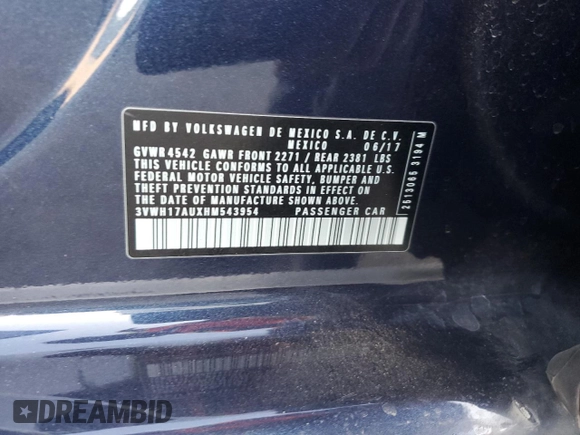 MFD BY VOLKSWAGEN DE MEXICO S.A. DE C.V.
MEXICO 06/17
GVWR 4542 GAWR FRONT 2271 / REAR 2381 LBS
THIS VEHICLE CONFORMS TO ALL APPLICABLE U.S.
FEDERAL MOTOR VEHICLE SAFETY, BUMPER AND
THEFT PREVENTION STANDARDS IN EFFECT ON
THE DATE OF MANUFACTURE SHOWN ABOVE.
3VWH17AUXHM543954 PASSENGER CAR
2513065 3194 M
DREAMBID